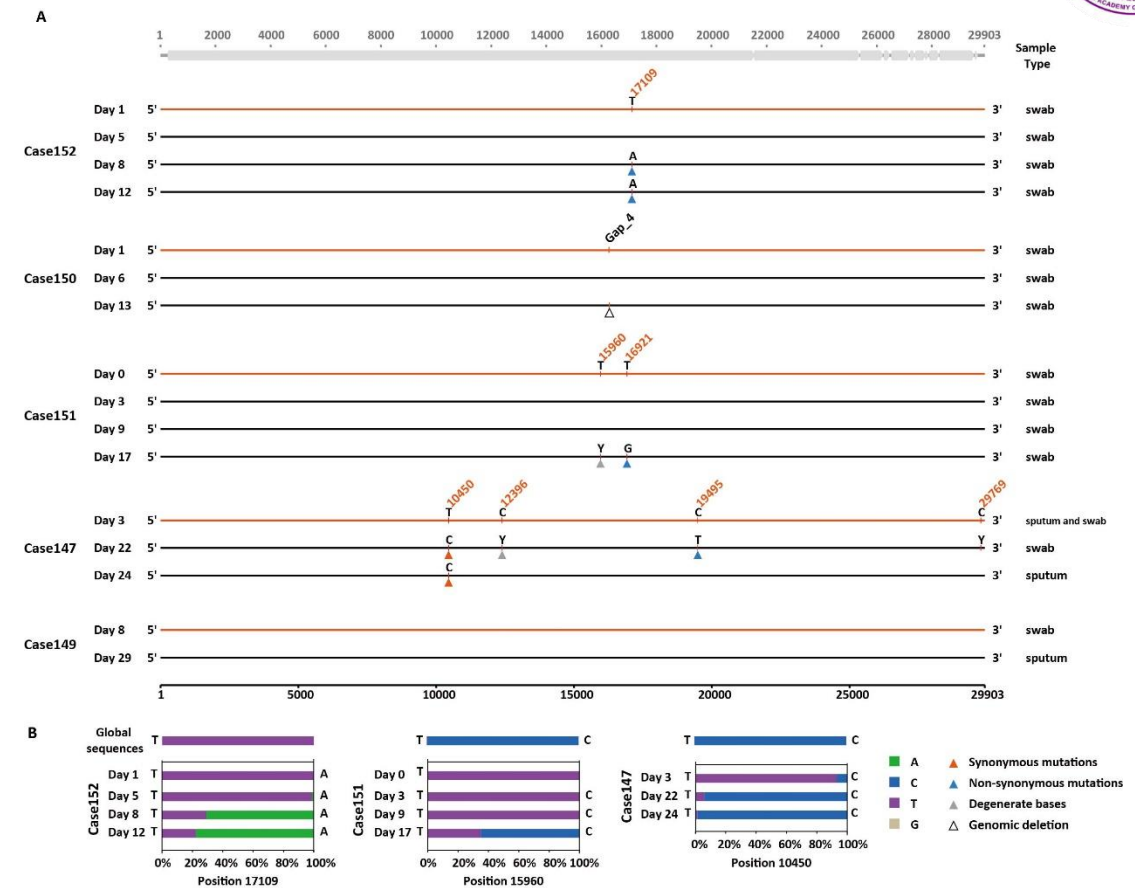 ACADEMY O
A
1 2000 4000 6000 8000 10000 12000 14000 16000 18000 20000 22000 24000 26000 28000 29903
Sample
Type
17109
T
Day 1 5' 3' swab
Day 5 5' 3' swab
Case152
A
Day 8 5' 3' swab
A
Day 12 5' 3' swab
Gap_4
Day 1 5' 3' swab
Case150 Day 6 5' 3' swab
Day 13 5' 3' swab
15960 16921
T T
Day 0 5' 3' swab
Day 3 5' 3' swab
Case151
Day 9 5' 3' swab
Y G
Day 17 5' 3' swab
10450 12396 19495 29769
T C C C
Day 3 5' 3' sputum and swab
C Y T Y
Case147 Day 22 5' 3' swab
C
Day 24 5' 3' sputum
Day 8 5' 3' swab
Case149
Day 29 5' 3' sputum
1 5000 10000 15000 20000 25000 29903
B
Global
sequences
T T C T C
Case152
Day 1 T A
Day 5 T A
Day 8 T A
Day 12 T A
0% 20% 40% 60% 80% 100%
Position 17109
Case151
Day 0 T
Day 3 T C
Day 9 T C
Day 17 T C
0% 20% 40% 60% 80% 100%
Position 15960
Case147
Day 3 T C
Day 22 T C
Day 24 T C
0% 20% 40% 60% 80% 100%
Position 10450
A Synonymous mutations
C Non-synonymous mutations
T Degenerate bases
G Genomic deletion